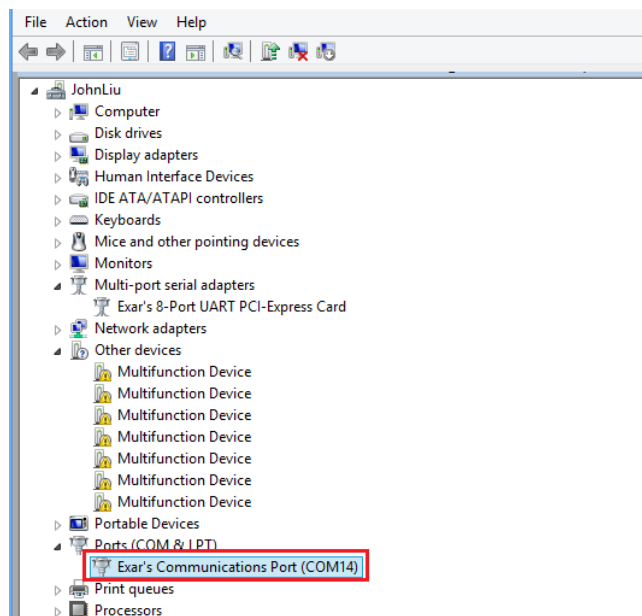 File Action View Help
JohnLiu
Computer
Disk drives
Display adapters
Human Interface Devices
IDE ATA/ATAPI controllers
Keyboards
Mice and other pointing devices
Monitors
Multi-port serial adapters
Exar's 8-Port UART PCI-Express Card
Network adapters
Other devices
Multifunction Device
Multifunction Device
Multifunction Device
Multifunction Device
Multifunction Device
Multifunction Device
Multifunction Device
Portable Devices
Ports (COM & LPT)
Exar's Communications Port (COM14)
Print queues
Processors